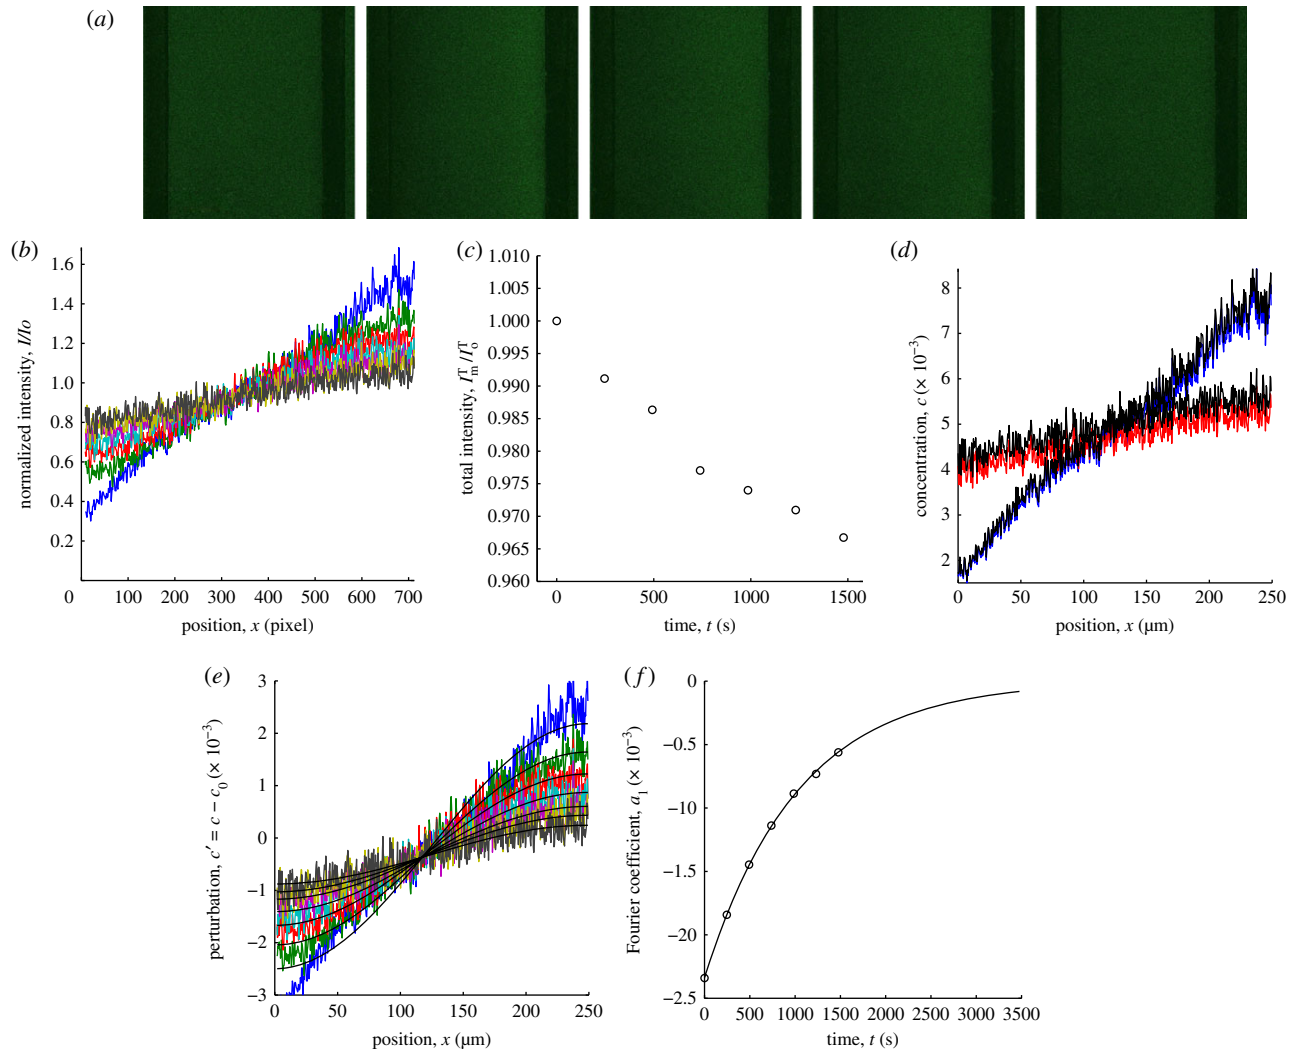 (a)
(b)
normalized intensity, I/Io
1.6
1.4
1.2
1.0
0.8
0.6
0.4
0.2
0 100 200 300 400 500 600 700
position, x (pixel)
(c)
total intensity, I_m^T/I_o^T
1.010
1.005
1.000
0.995
0.990
0.985
0.980
0.975
0.970
0.965
0.960
0 500 1000 1500
time, t (s)
(d)
concentration, c (× 10⁻³)
8
7
6
5
4
3
2
0 50 100 150 200 250
position, x (µm)
(e)
perturbation, c′ = c – c₀ (× 10⁻³)
3
2
1
0
−1
−2
−3
0 50 100 150 200 250
position, x (µm)
(f)
Fourier coefficient, a₁ (× 10⁻³)
0
−0.5
−10
−1.5
−20
−2.5
0 500 1000 1500 2000 2500 3000 3500
time, t (s)